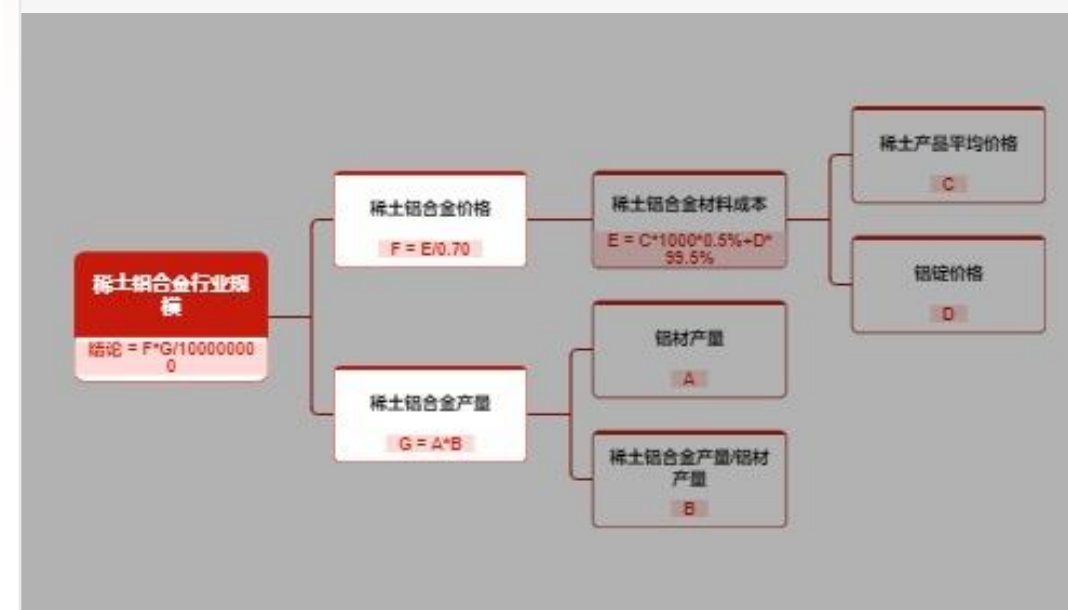 稀土铝合金行业规
模
结论 = F*G/10000000
0
稀土铝合金价格
F = E/0.70
稀土铝合金产量
G = A*B
稀土铝合金材料成本
E = C*1000*0.5%+D*
99.5%
铝材产量
A
稀土铝合金产量/铝材
产量
B
稀土产品平均价格
C
铝锭价格
D